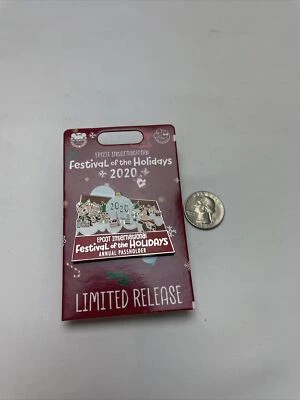 EPCOT INTERNATIONAL
Festival of the Holidays
2020
2020
EPCOT International
Festival of the HOLIDAYS
ANNUAL PASSHOLDER
LIMITED RELEASE